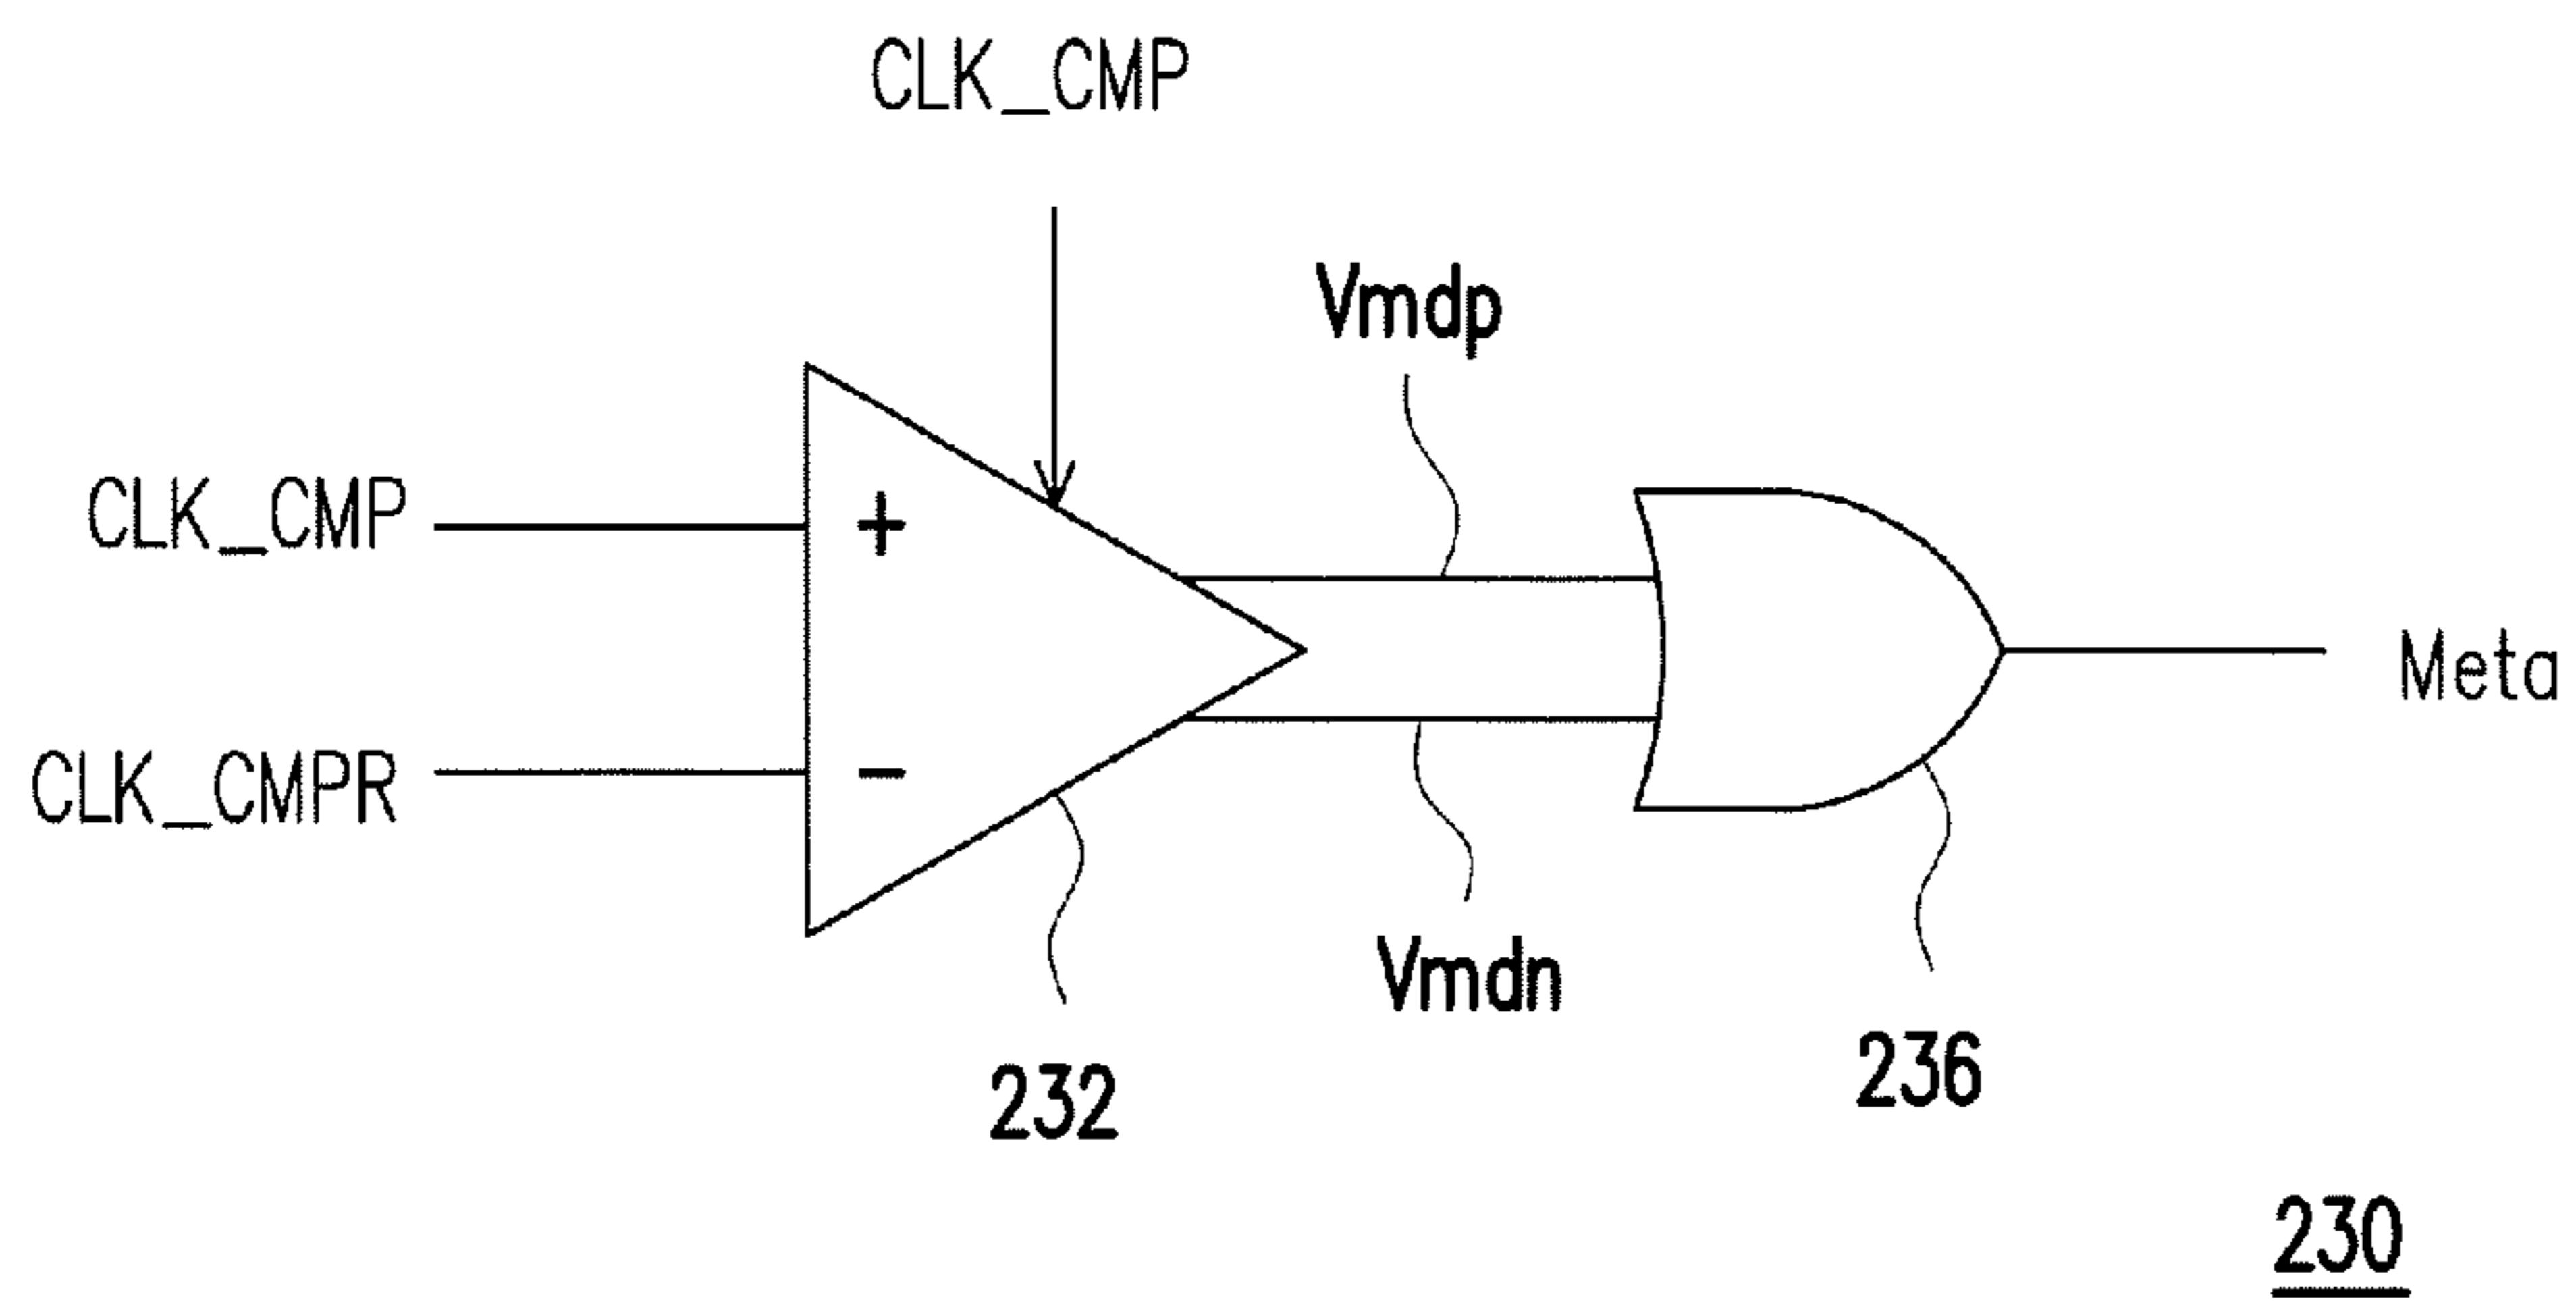 CLK_CMP
Vmdp
CLK_CMP
+
Meta
CLK_CMPR
-
Vmdn
232
236
230